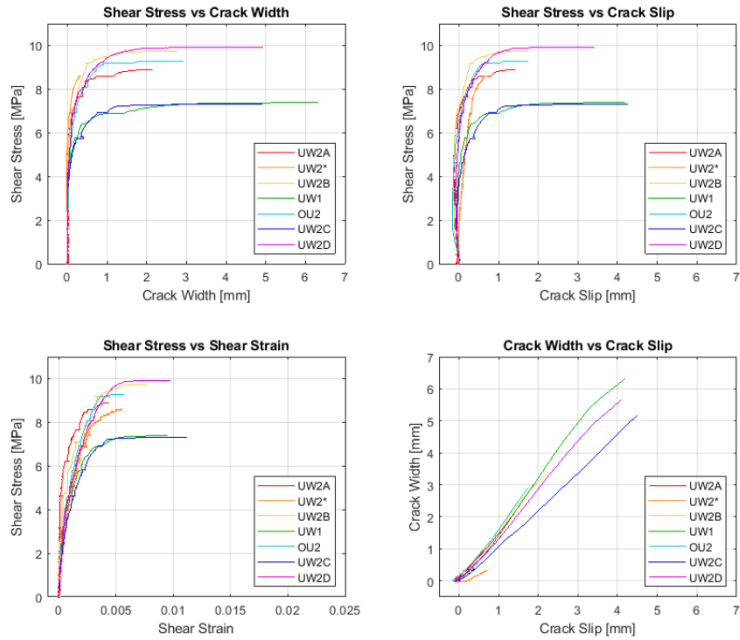 Shear Stress vs Crack Width
Shear Stress [MPa]
10
8
6
4
2
0
0 1 2 3 4 5 6 7
Crack Width [mm]
UW2A
UW2*
UW2B
UW1
OU2
UW2C
UW2D
Shear Stress vs Crack Slip
Shear Stress [MPa]
10
8
6
4
2
0
0 1 2 3 4 5 6 7
Crack Slip [mm]
UW2A
UW2*
UW2B
UW1
OU2
UW2C
UW2D
Shear Stress vs Shear Strain
Shear Stress [MPa]
10
8
6
4
2
0
0 0.005 0.01 0.015 0.02 0.025
Shear Strain
UW2A
UW2*
UW2B
UW1
OU2
UW2C
UW2D
Crack Width vs Crack Slip
Crack Width [mm]
7
6
5
4
3
2
1
0
0 1 2 3 4 5 6 7
Crack Slip [mm]
UW2A
UW2*
UW2B
UW1
OU2
UW2C
UW2D